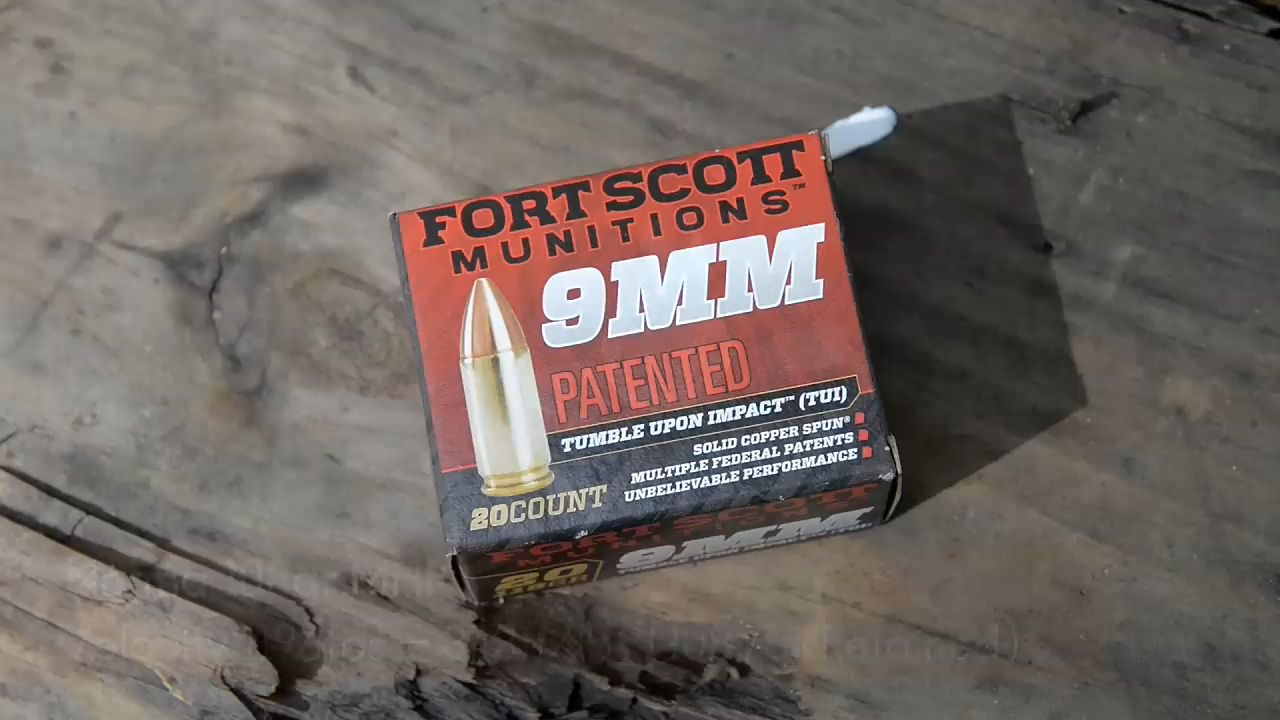 FORT SCOTT
MUNITIONS™
9MM
PATENTED
TUMBLE UPON IMPACT™ (TUI)
SOLID COPPER SPUN®
MULTIPLE FEDERAL PATENTS
UNBELIEVABLE PERFORMANCE
20COUNT
FORT SCOTT
MUNITIONS
9MM
20